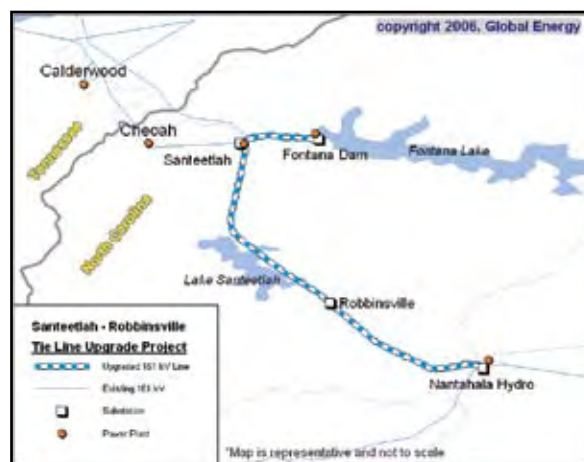 copyright 2006, Global Energy
Calderwood
Tennessee
Cheoah
Santeetlah
Fontana Dam
Fontana Lake
North Carolina
Lake Santeetlah
Robbinsville
Nantahala Hydro
Santeetlah - Robbinsville
Tie Line Upgrade Project
Upgraded 161 kV Line
Existing 161 kV
Substation
Power Plant
*Map is representative and not to scale